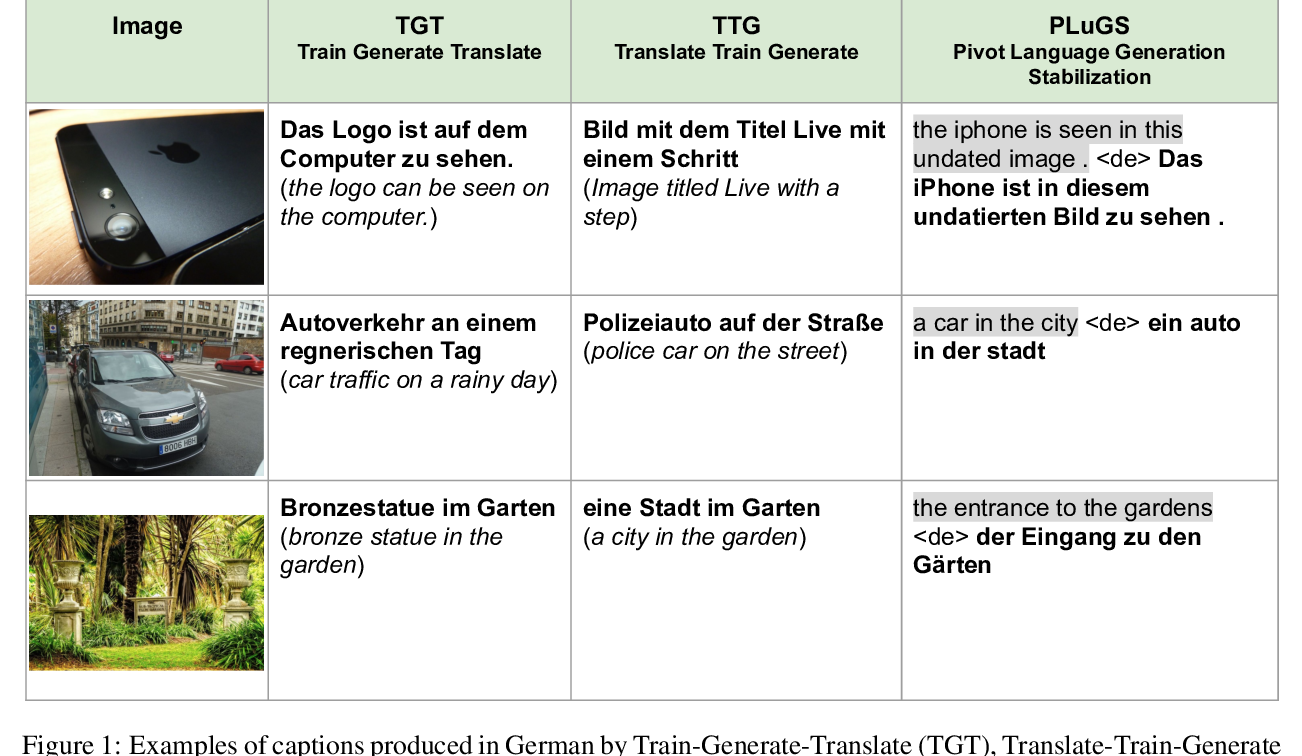 Image
TGT
Train Generate Translate
TTG
Translate Train Generate
PLuGS
Pivot Language Generation
Stabilization
Das Logo ist auf dem
Computer zu sehen.
(the logo can be seen on
the computer.)
Bild mit dem Titel Live mit
einem Schritt
(Image titled Live with a
step)
the iphone is seen in this
undated image . <de> Das
iPhone ist in diesem
undatierten Bild zu sehen .
8006 HBH
Autoverkehr an einem
regnerischen Tag
(car traffic on a rainy day)
Polizeiauto auf der Straße
(police car on the street)
a car in the city <de> ein auto
in der stadt
Bronzestatue im Garten
(bronze statue in the
garden)
eine Stadt im Garten
(a city in the garden)
the entrance to the gardens
<de> der Eingang zu den
Gärten
Figure 1: Examples of captions produced in German by Train-Generate-Translate (TGT), Translate-Train-Generate